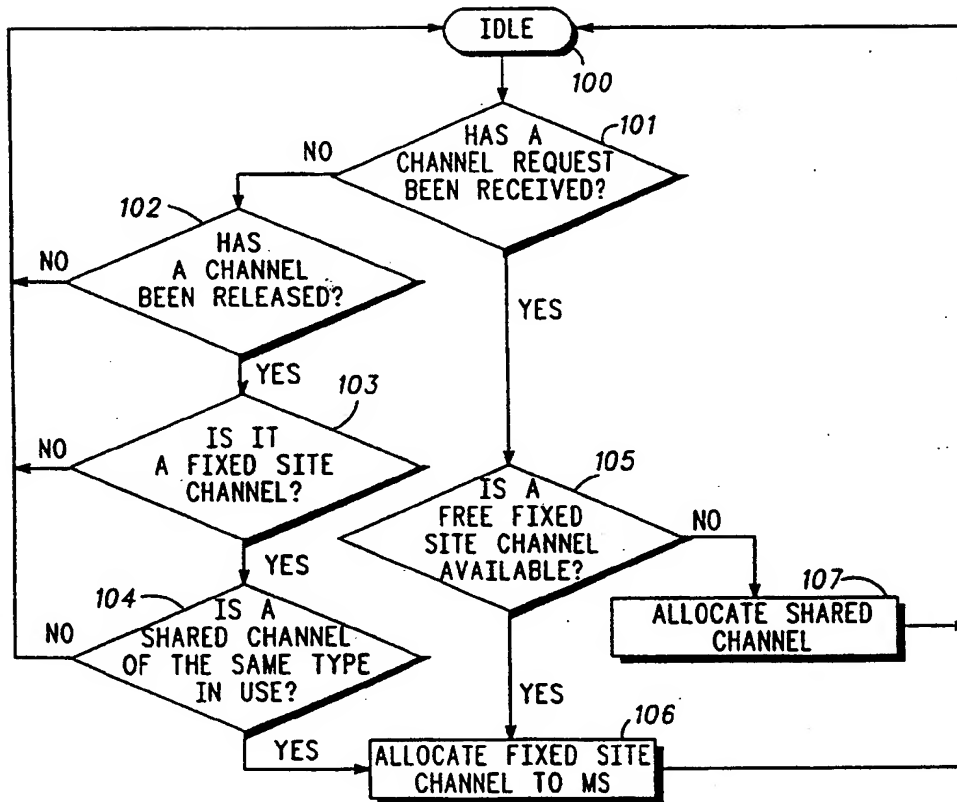 IDLE
100
HAS A
CHANNEL REQUEST
BEEN RECEIVED?
101
NO
102
HAS
A CHANNEL
BEEN RELEASED?
NO
YES
YES
103
IS IT
A FIXED SITE
CHANNEL?
NO
YES
105
IS A
FREE FIXED
SITE CHANNEL
AVAILABLE?
NO
104
IS A
SHARED CHANNEL
OF THE SAME TYPE
IN USE?
NO
YES
107
ALLOCATE SHARED
CHANNEL
YES
106
ALLOCATE FIXED SITE
CHANNEL TO MS